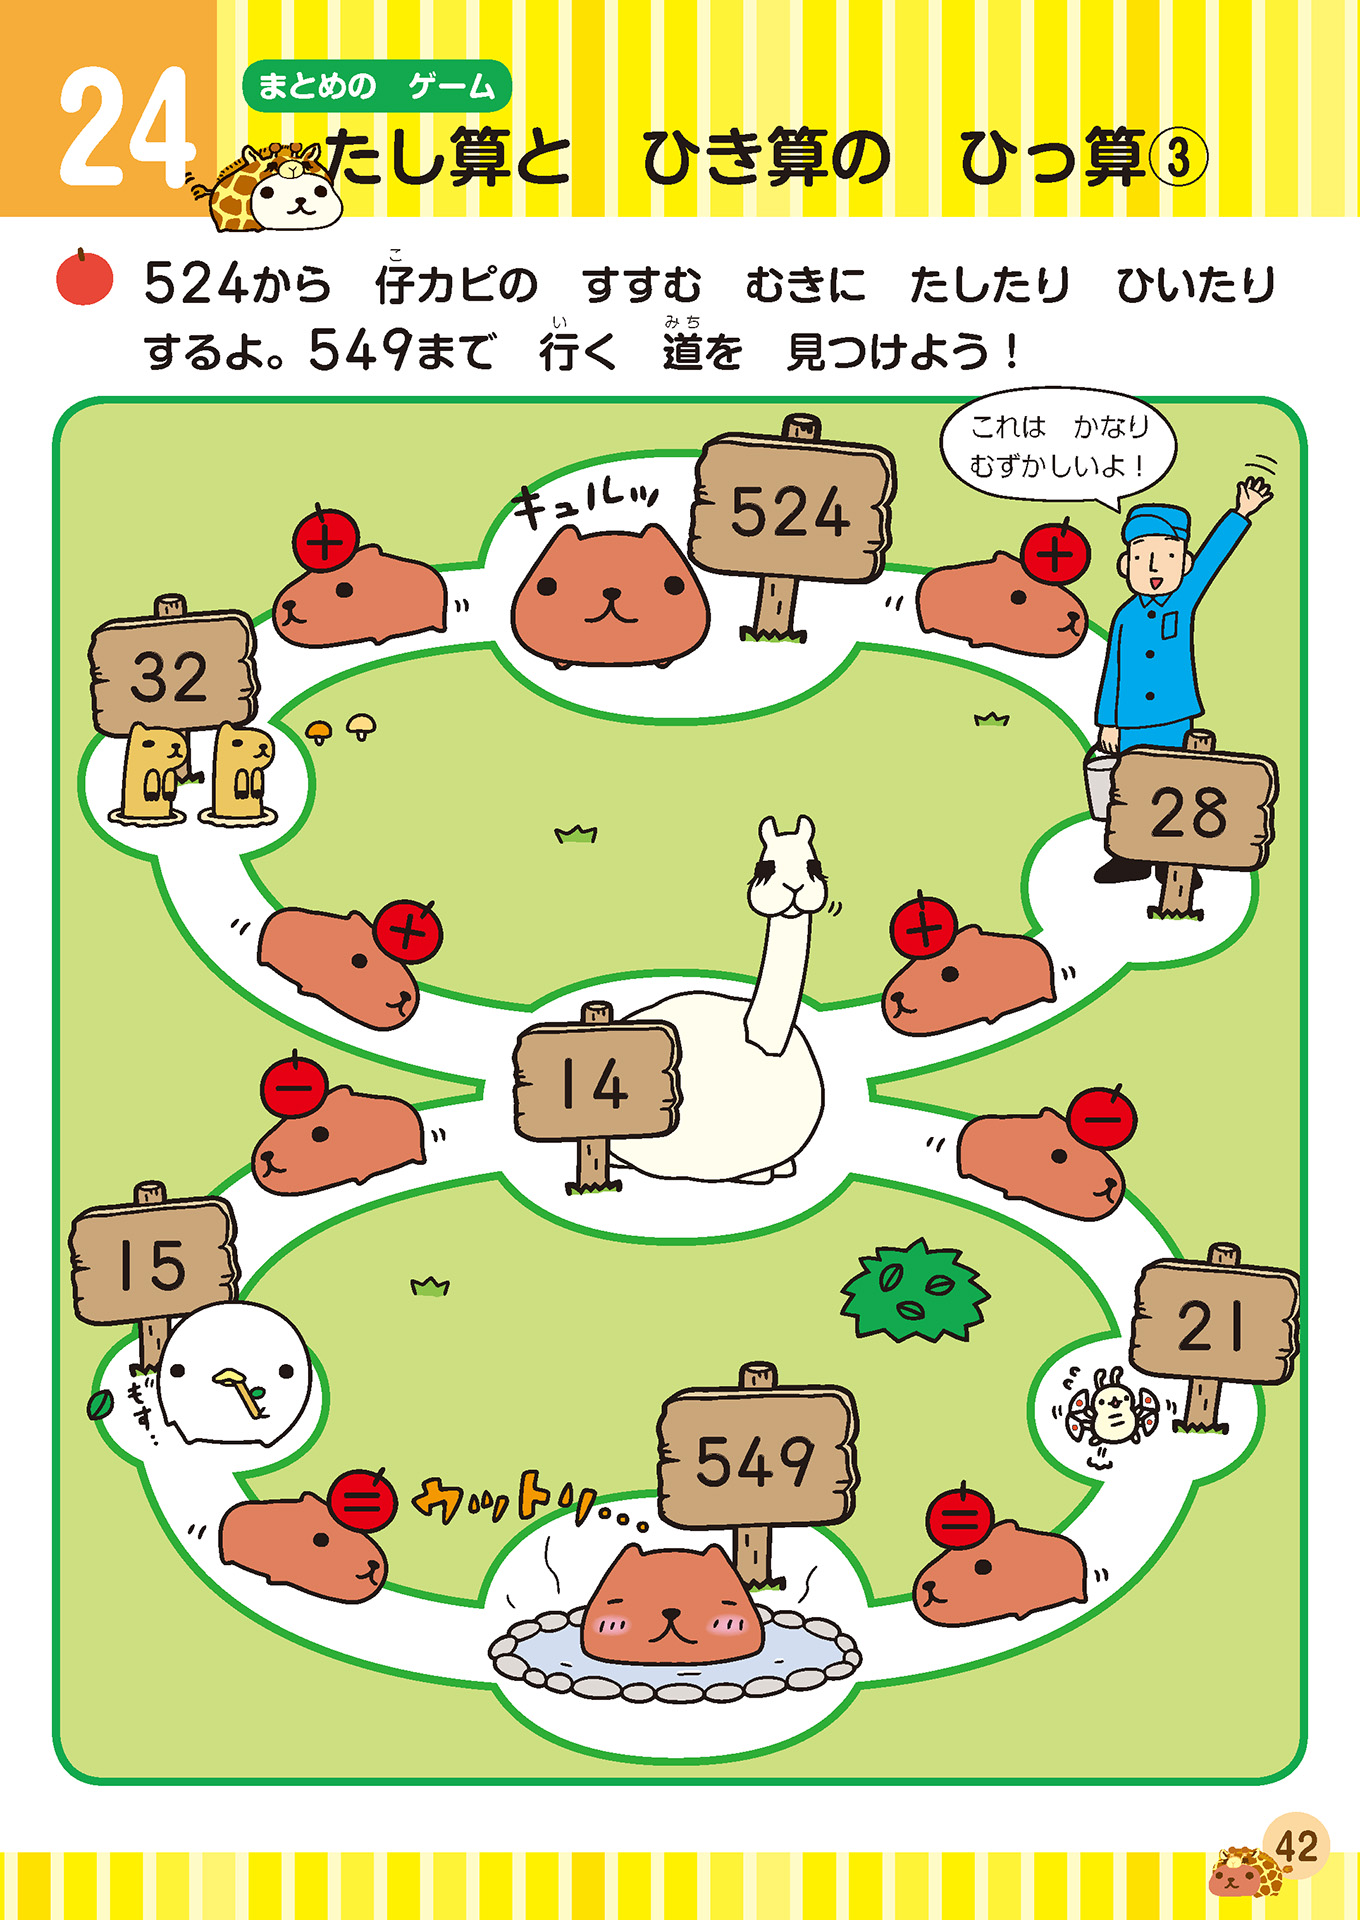 24
まとめの ゲーム
たし算と ひき算の ひっ算③
524から 仔カピの すすむ むきに たしたり ひいたり
こ
するよ。549まで 行く 道を 見つけよう！
い みち
これは かなり
むずかしいよ！
キュルッ
524
+
+
32
28
+
+
14
−
−
15
21
もす…
549
=
ウットリ...
=
42